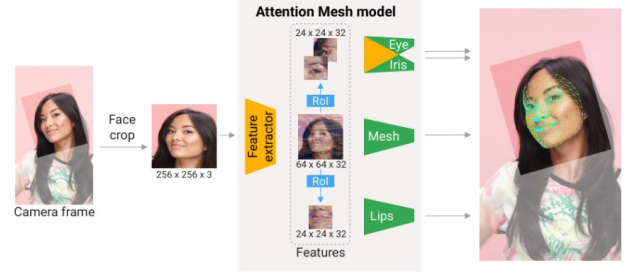 Attention Mesh model
24 x 24 x 32
Eye
Iris
RoI
Face
crop
Feature
extractor
Mesh
256 x 256 x 3
64 x 64 x 32
RoI
Camera frame
Lips
24 x 24 x 32
Features